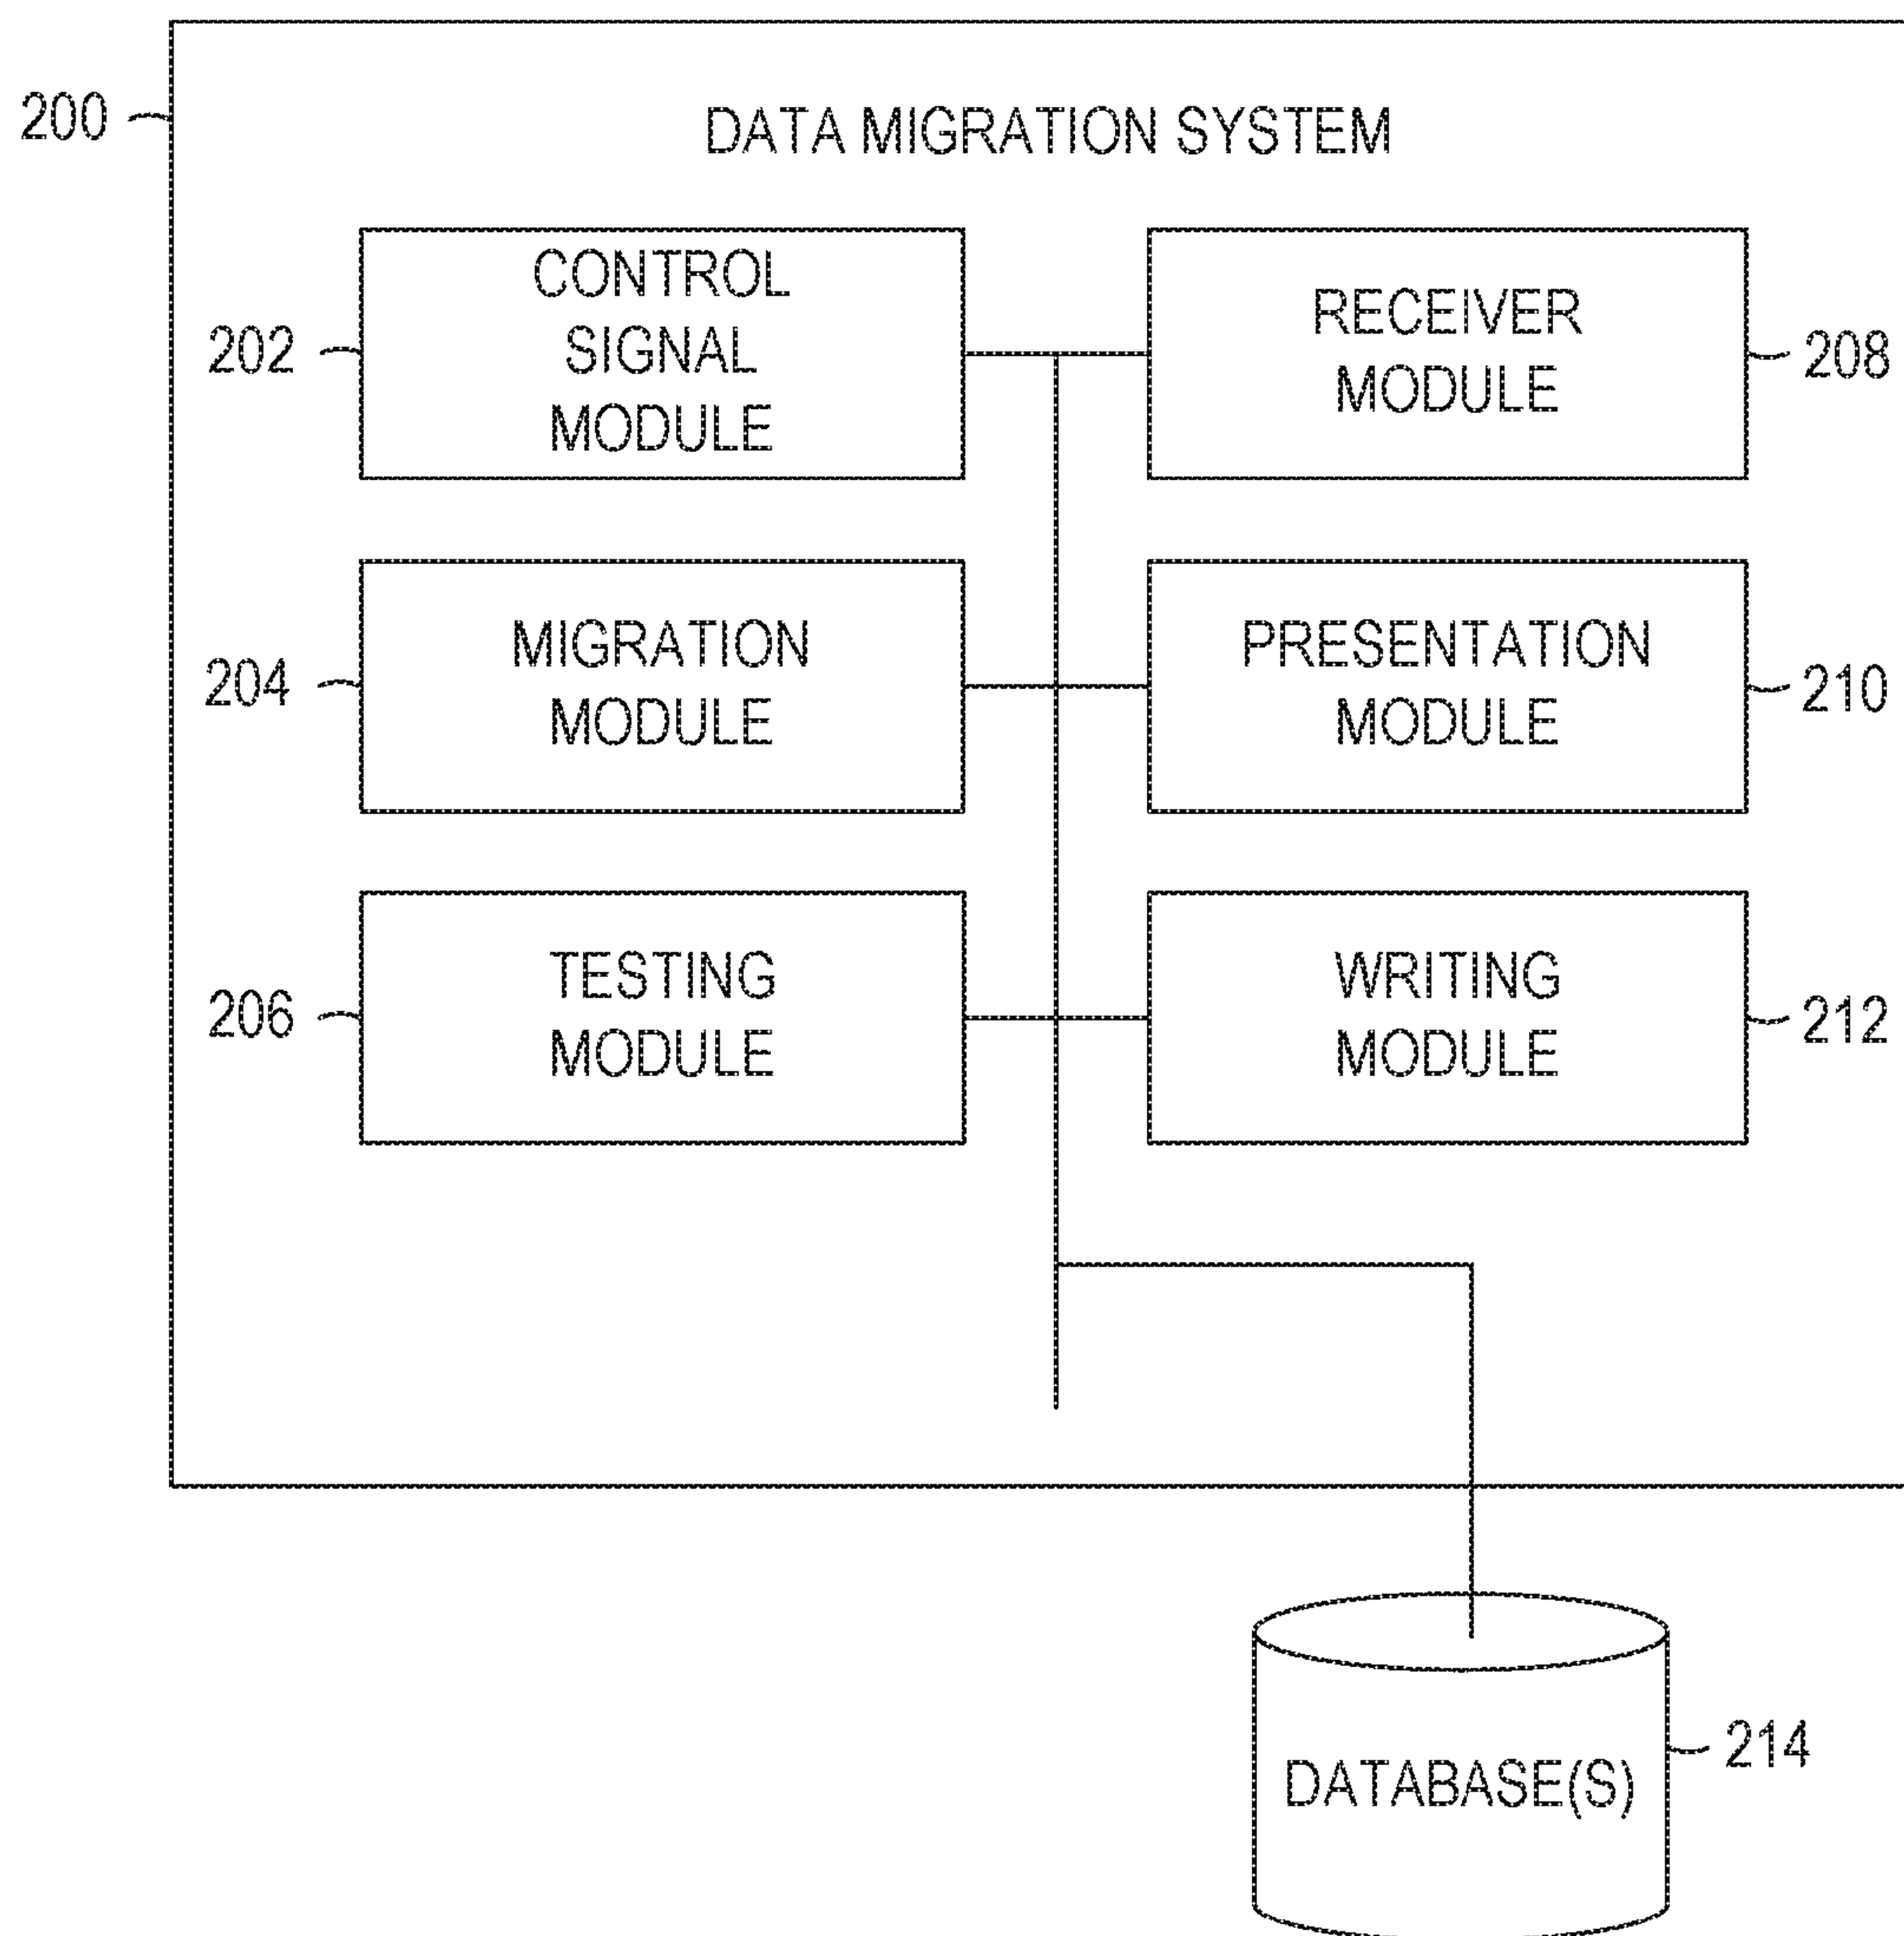 200
DATA MIGRATION SYSTEM
CONTROL
SIGNAL
MODULE
202
RECEIVER
MODULE
208
MIGRATION
MODULE
204
PRESENTATION
MODULE
210
TESTING
MODULE
206
WRITING
MODULE
212
DATABASE(S)
214